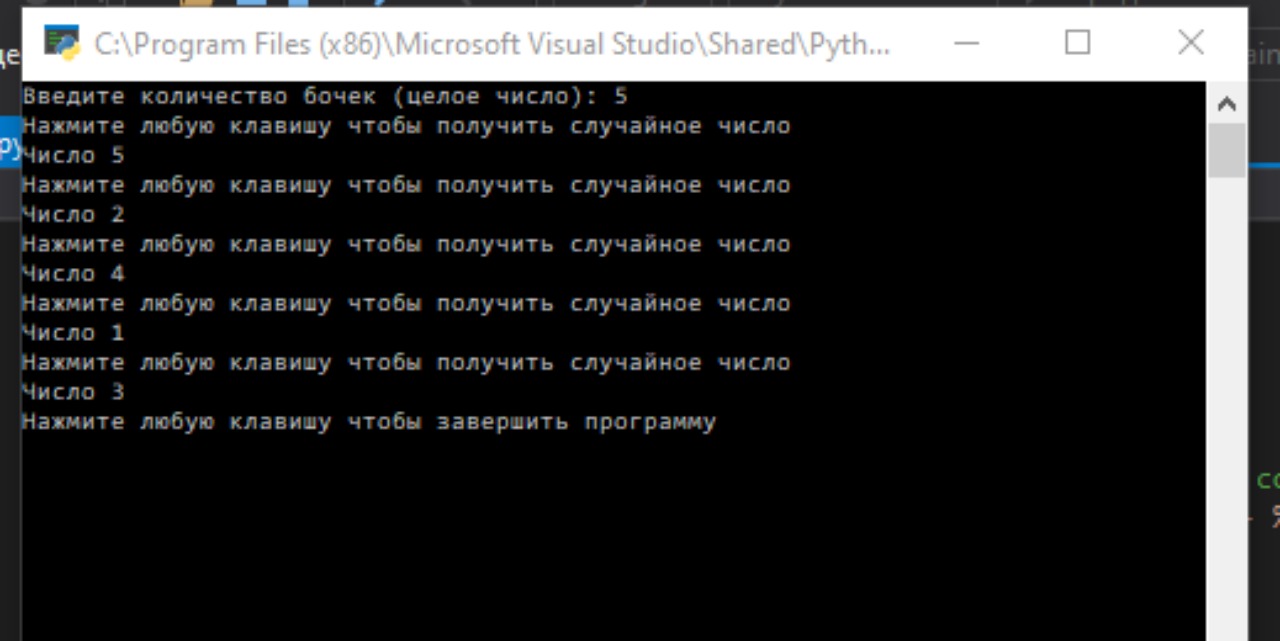 C:\Program Files (x86)\Microsoft Visual Studio\Shared\Pyth...
Введите количество бочек (целое число): 5
Нажмите любую клавишу чтобы получить случайное число
Число 5
Нажмите любую клавишу чтобы получить случайное число
Число 2
Нажмите любую клавишу чтобы получить случайное число
Число 4
Нажмите любую клавишу чтобы получить случайное число
Число 1
Нажмите любую клавишу чтобы получить случайное число
Число 3
Нажмите любую клавишу чтобы завершить программу